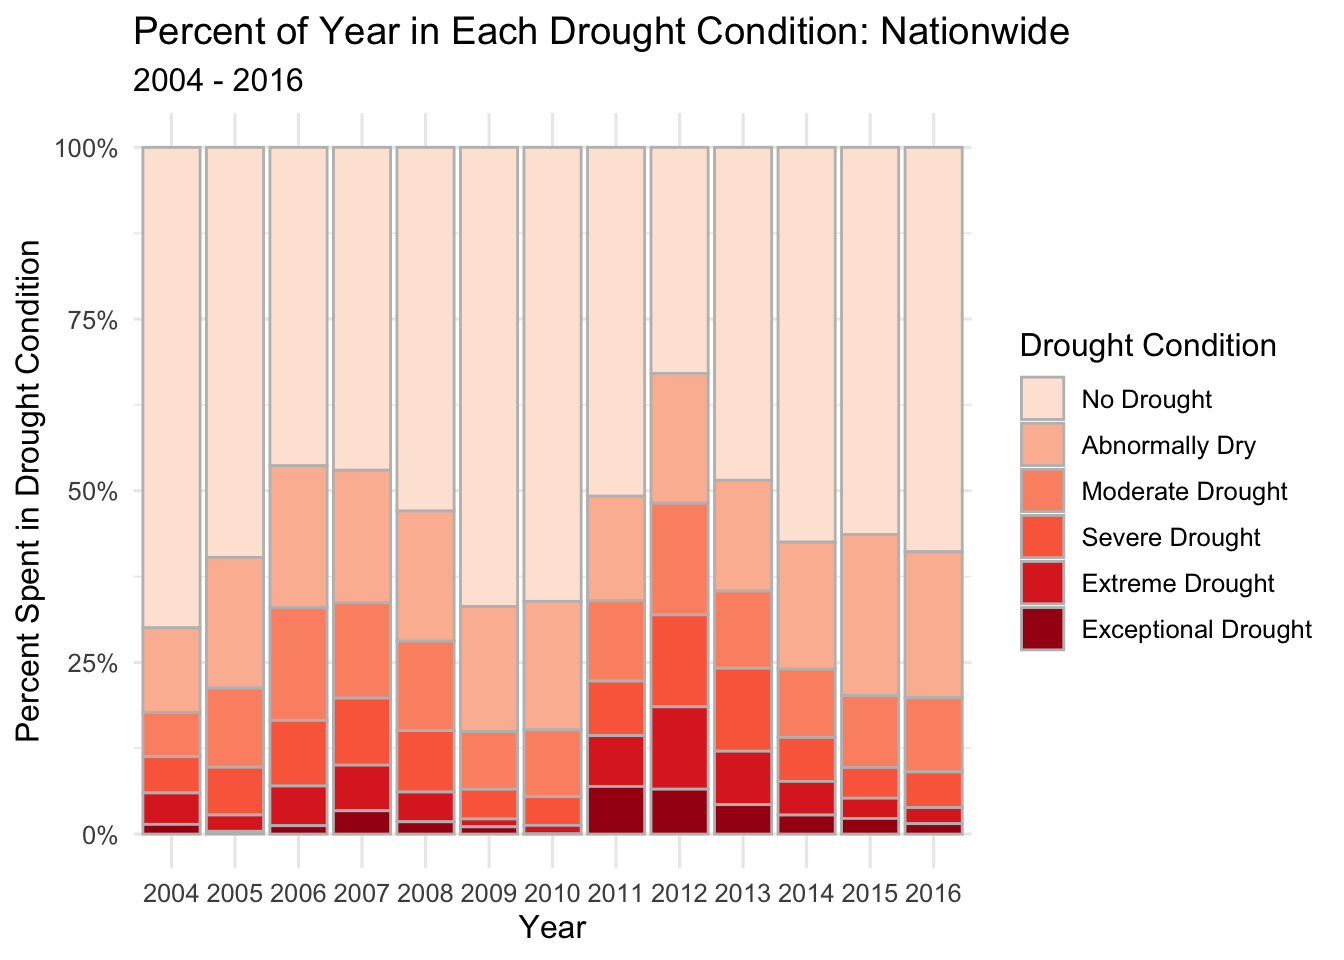 Percent of Year in Each Drought Condition: Nationwide
2004 - 2016
100%
75%
50%
25%
0%
Percent Spent in Drought Condition
2004 2005 2006 2007 2008 2009 2010 2011 2012 2013 2014 2015 2016
Year
Drought Condition
No Drought
Abnormally Dry
Moderate Drought
Severe Drought
Extreme Drought
Exceptional Drought